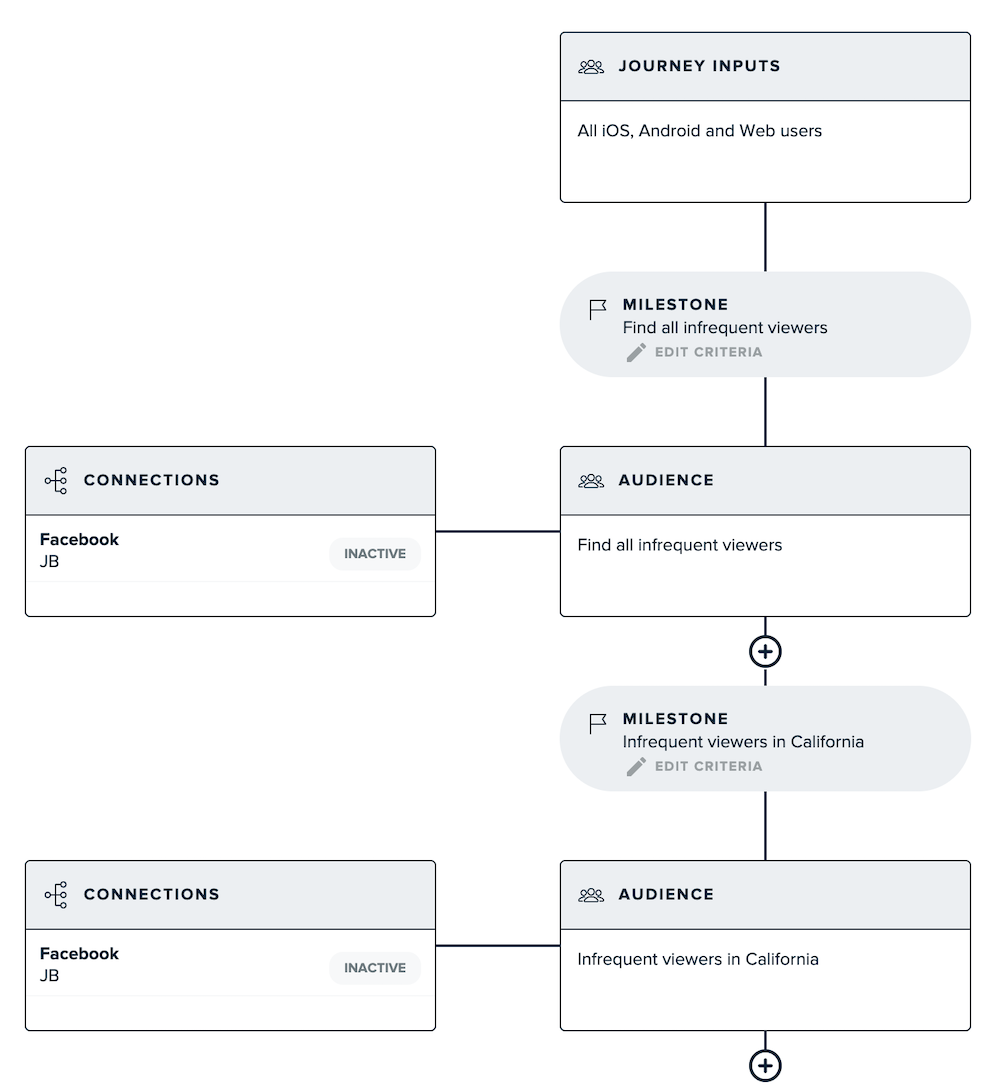 JOURNEY INPUTS
All iOS, Android and Web users
MILESTONE
Find all infrequent viewers
EDIT CRITERIA
CONNECTIONS
Facebook
JB
INACTIVE
AUDIENCE
Find all infrequent viewers
MILESTONE
Infrequent viewers in California
EDIT CRITERIA
CONNECTIONS
Facebook
JB
INACTIVE
AUDIENCE
Infrequent viewers in California